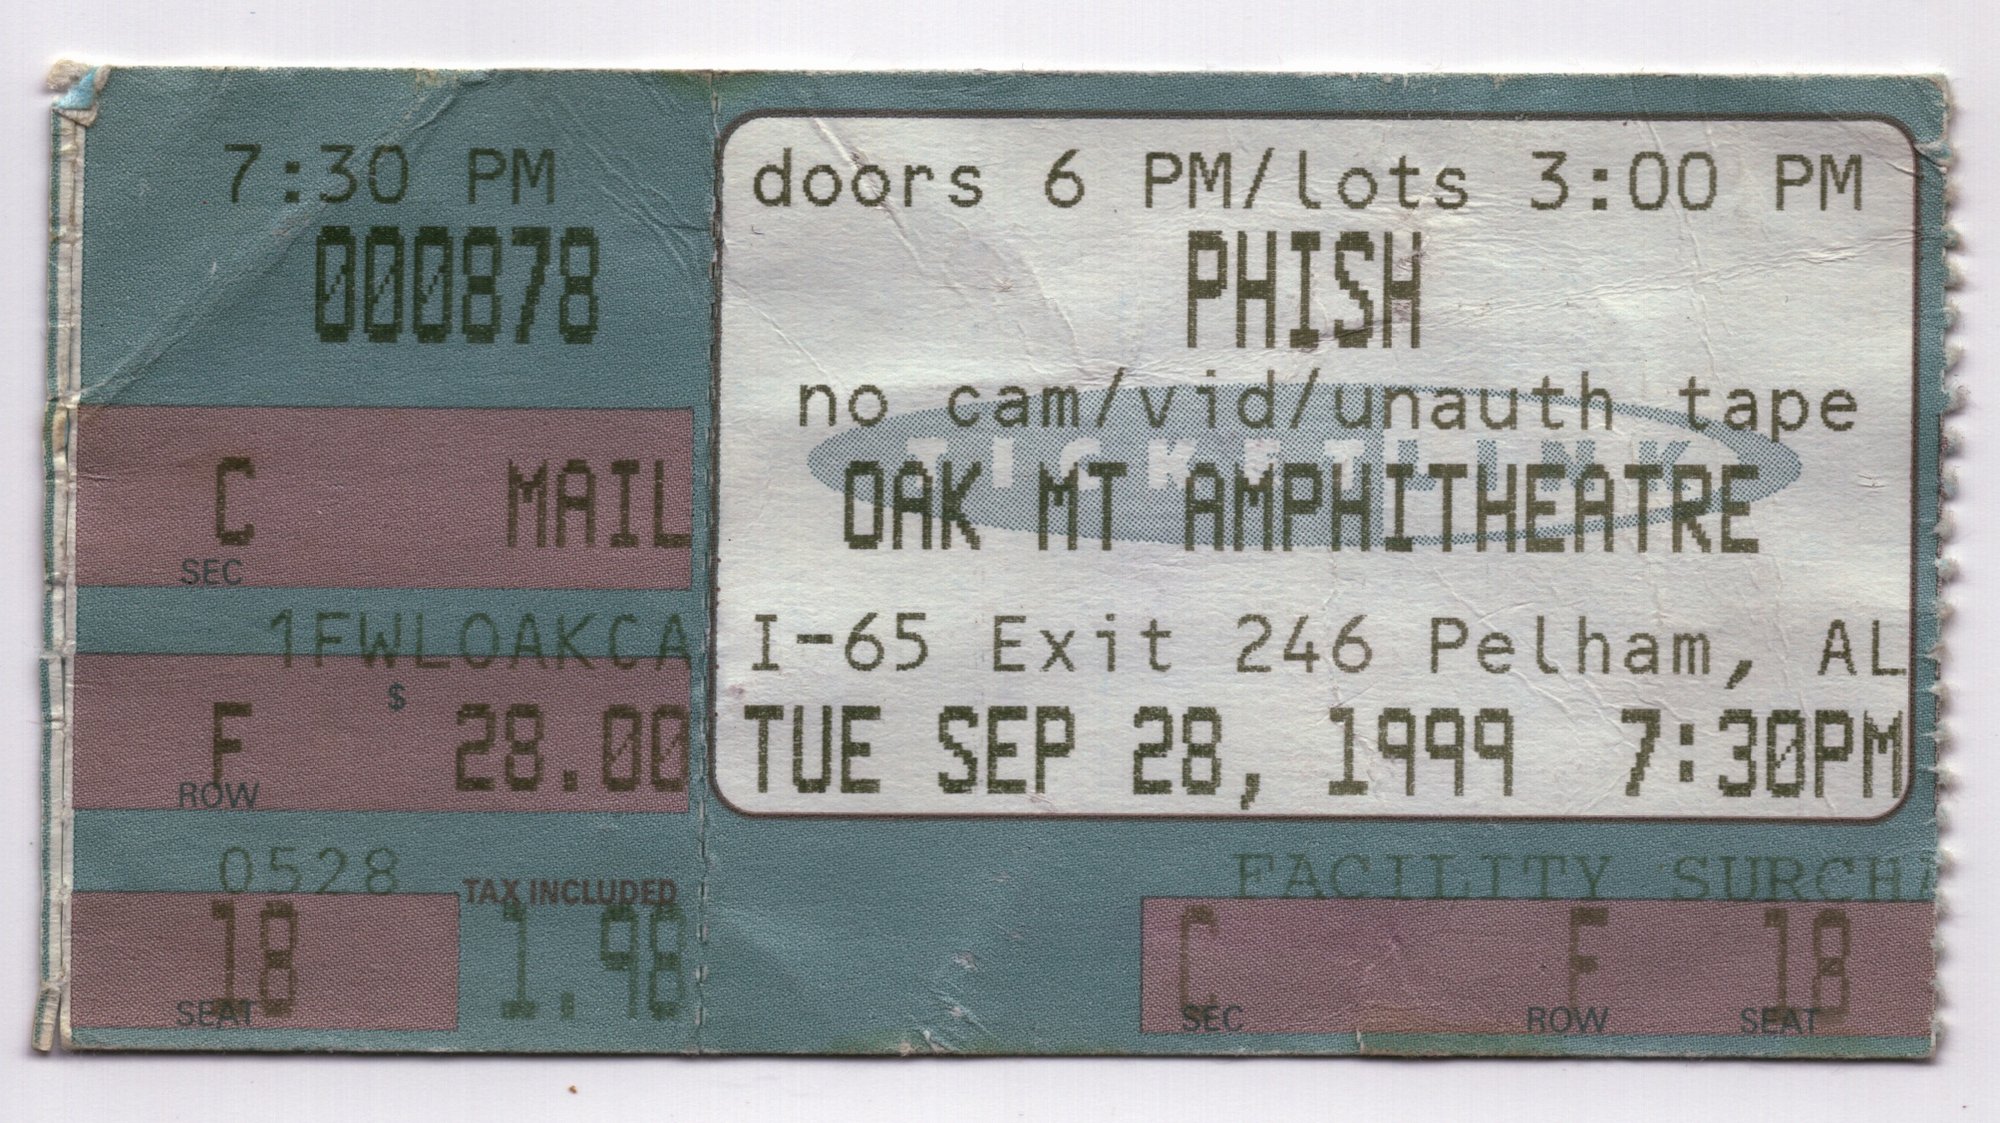 7:30 PM
000878
C MAIL
SEC
1FWLOAKCA
$
F 28.00
ROW
0528
TAX INCLUDED
18 1.98
SEAT
doors 6 PM/lots 3:00 PM
PHISH
no cam/vid/unauth tape
TICKETLINK
OAK MT AMPHITHEATRE
I-65 Exit 246 Pelham, AL
TUE SEP 28, 1999 7:30PM
FACILITY SURCHA
C F 18
SEC ROW SEAT